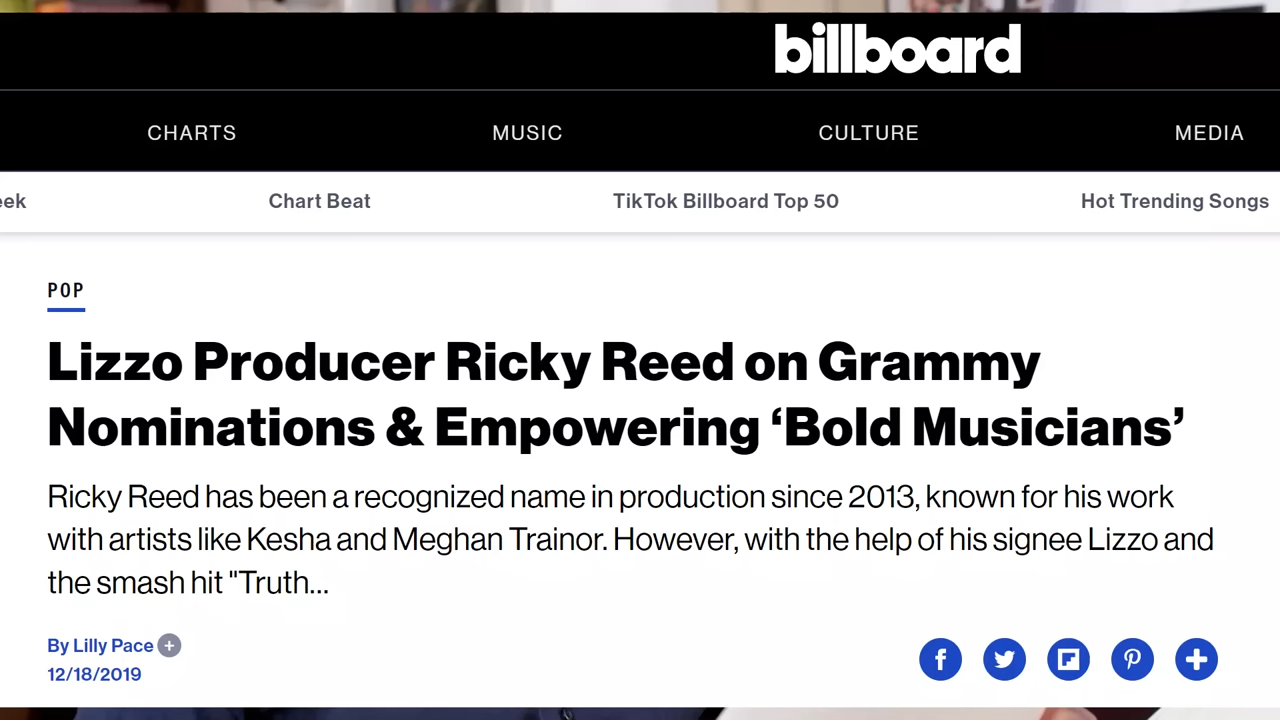 billboard
CHARTS MUSIC CULTURE MEDIA
eek Chart Beat TikTok Billboard Top 50 Hot Trending Songs
POP
Lizzo Producer Ricky Reed on Grammy
Nominations & Empowering ‘Bold Musicians’
Ricky Reed has been a recognized name in production since 2013, known for his work
with artists like Kesha and Meghan Trainor. However, with the help of his signee Lizzo and
the smash hit "Truth...
By Lilly Pace
12/18/2019